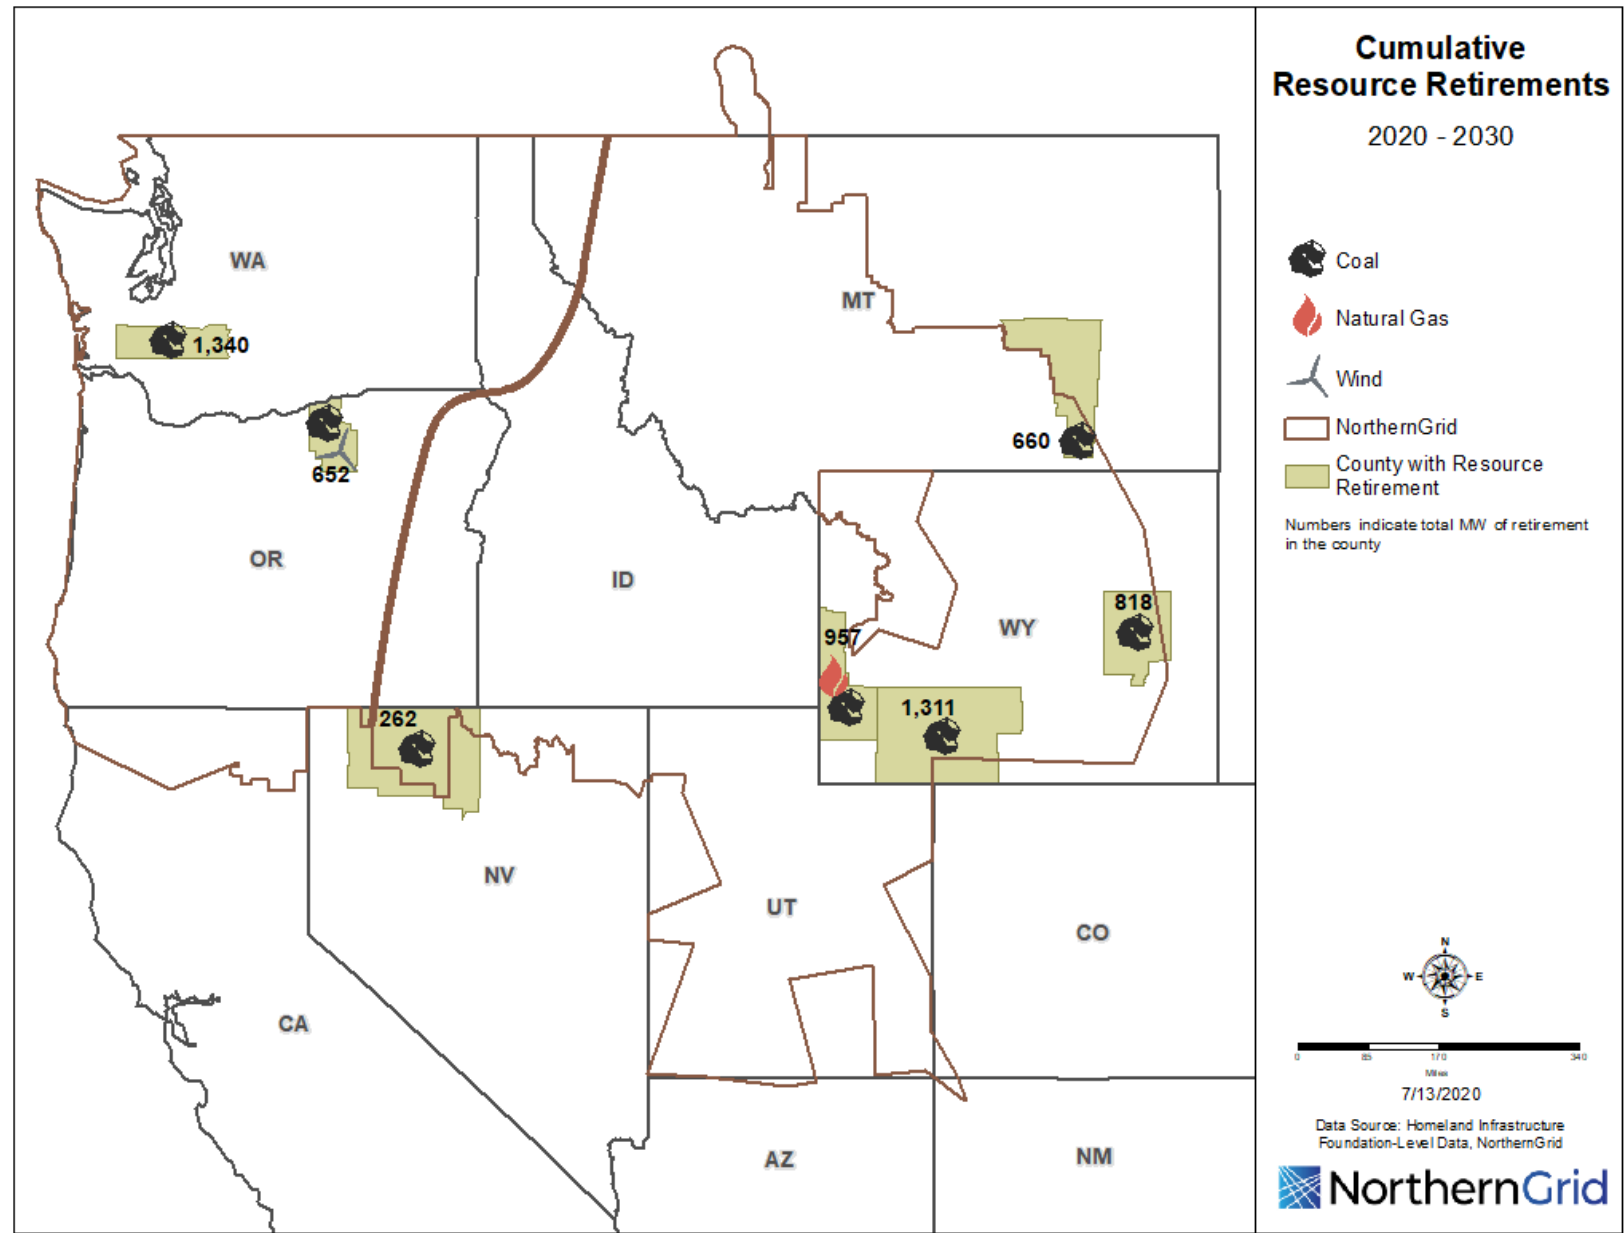 Cumulative
Resource Retirements
2020 - 2030
Coal
Natural Gas
Wind
NorthernGrid
County with Resource
Retirement
Numbers indicate total MW of retirement
in the county
WA
1,340
MT
652
660
OR
ID
957
WY
818
1,311
262
NV
UT
CO
CA
AZ
NM
N
W E
S
0 85 170 340
Miles
7/13/2020
Data Source: Homeland Infrastructure
Foundation-Level Data, NorthernGrid
NorthernGrid